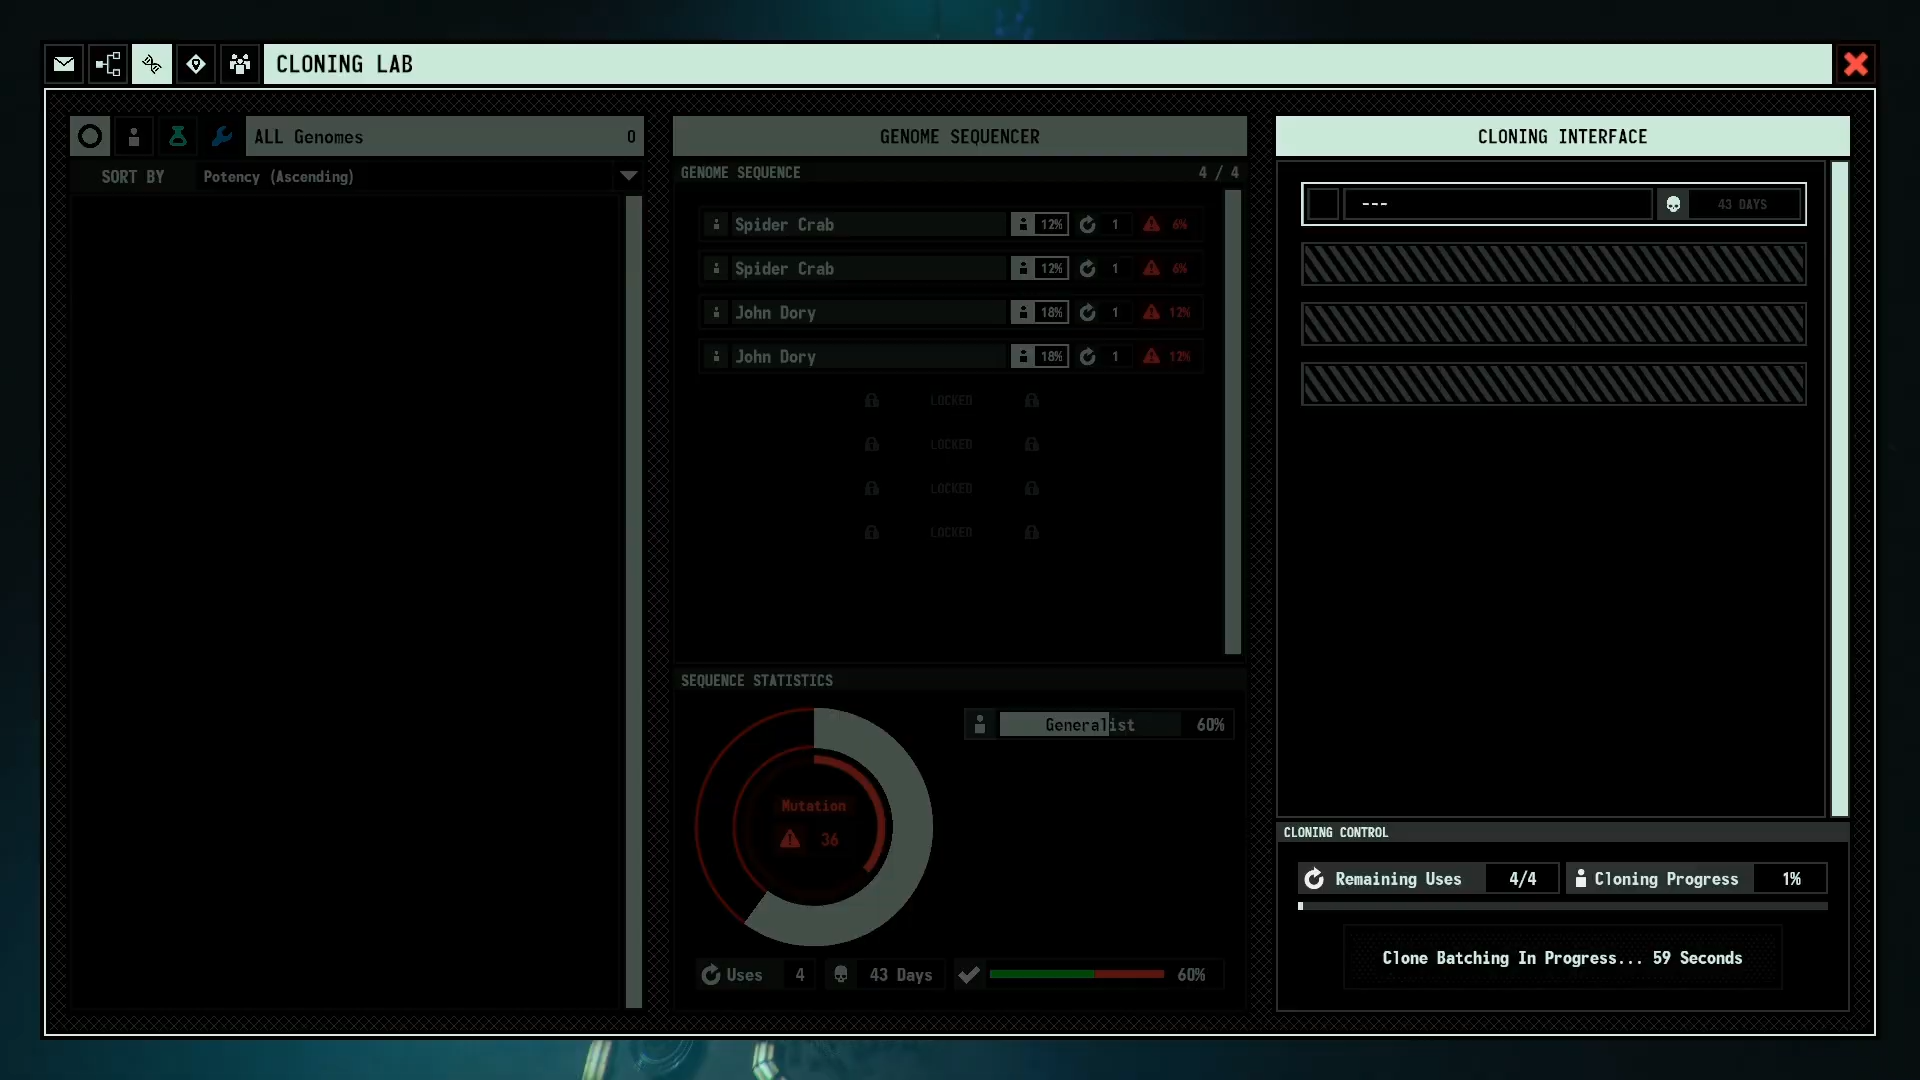 CLONING LAB
ALL Genomes 0
SORT BY Potency (Ascending)
GENOME SEQUENCER
GENOME SEQUENCE 4 / 4
Spider Crab 12% 1 6%
Spider Crab 12% 1 6%
John Dory 18% 1 12%
John Dory 18% 1 12%
LOCKED
LOCKED
LOCKED
LOCKED
SEQUENCE STATISTICS
Generalist 60%
Mutation
36
Uses 4 43 Days 60%
CLONING INTERFACE
--- 43 DAYS
CLONING CONTROL
Remaining Uses 4/4 Cloning Progress 1%
Clone Batching In Progress... 59 Seconds